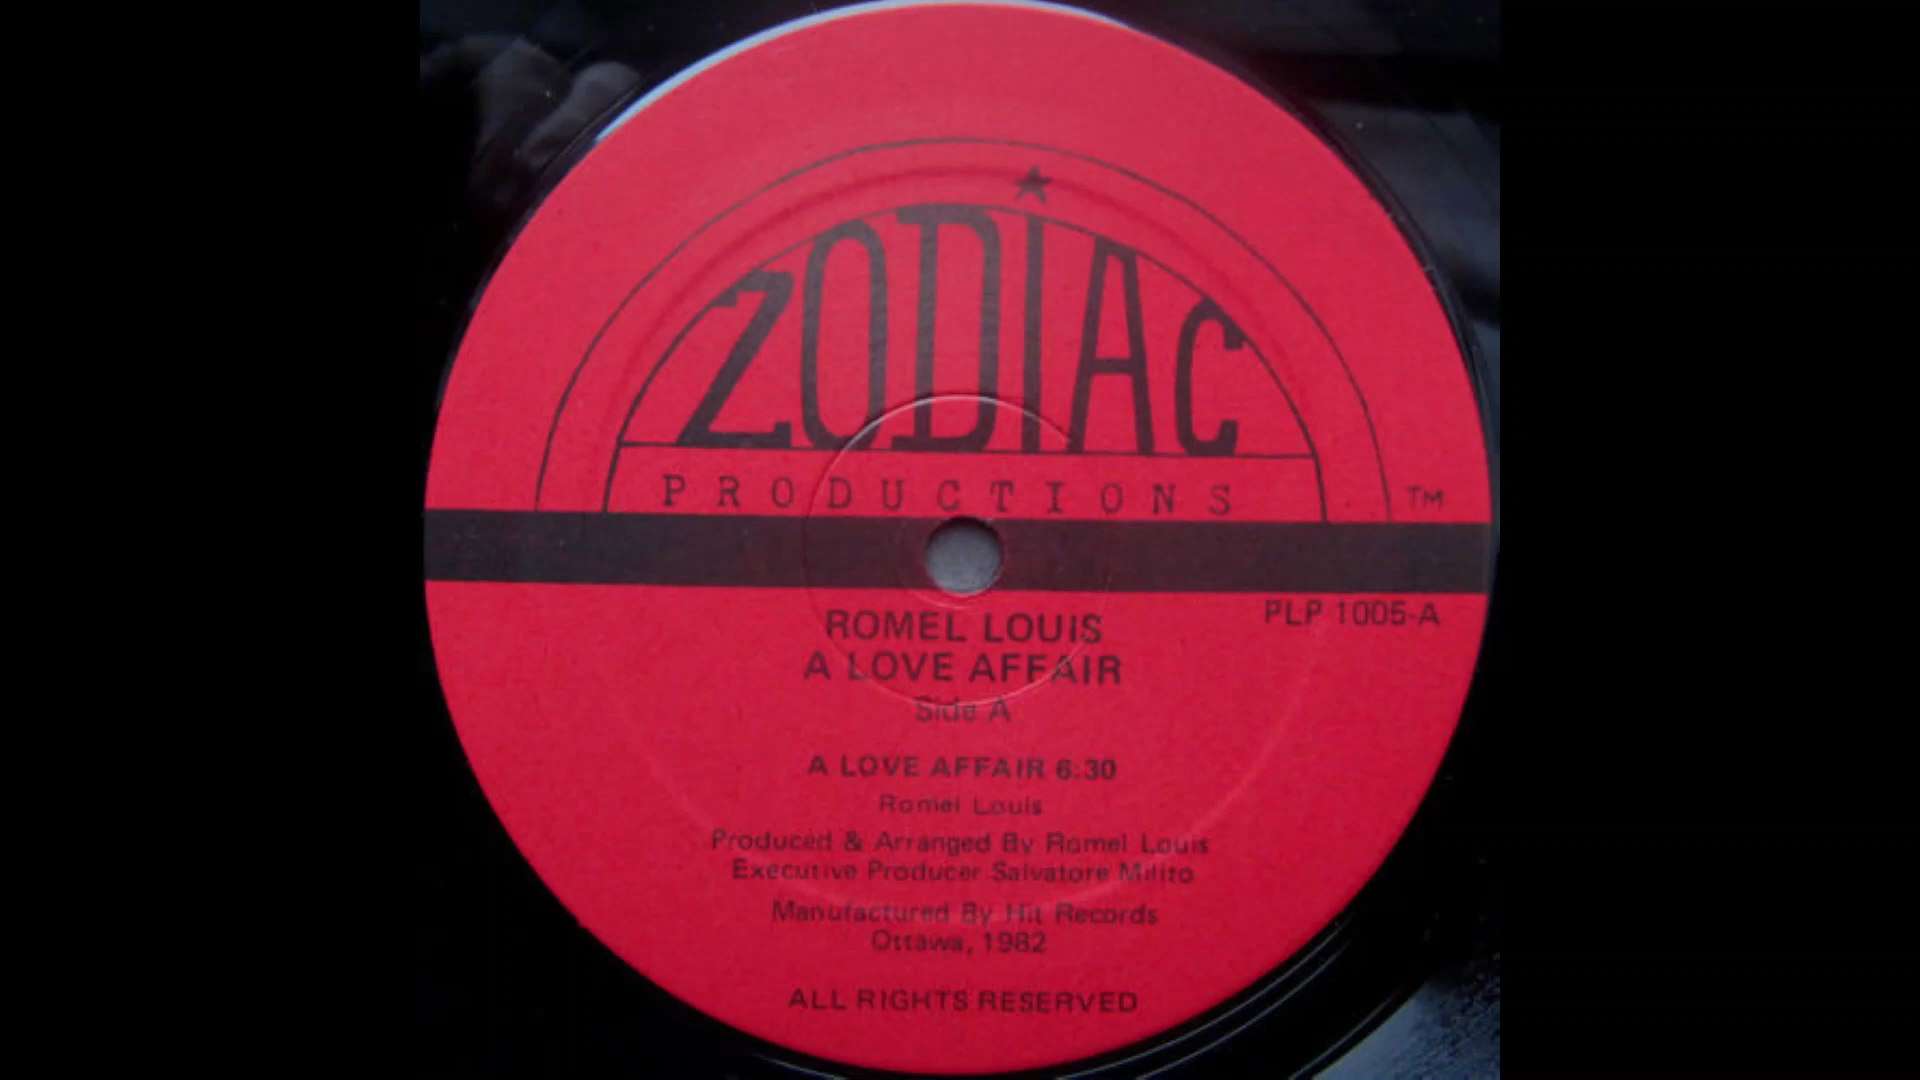 ZODIAC
PRODUCTIONS
TM
PLP 1005-A
ROMEL LOUIS
A LOVE AFFAIR
Side A
A LOVE AFFAIR 6:30
Romel Louis
Produced & Arranged By Romel Louis
Executive Producer Salvatore Milito
Manufactured By Hit Records
Ottawa, 1982
ALL RIGHTS RESERVED